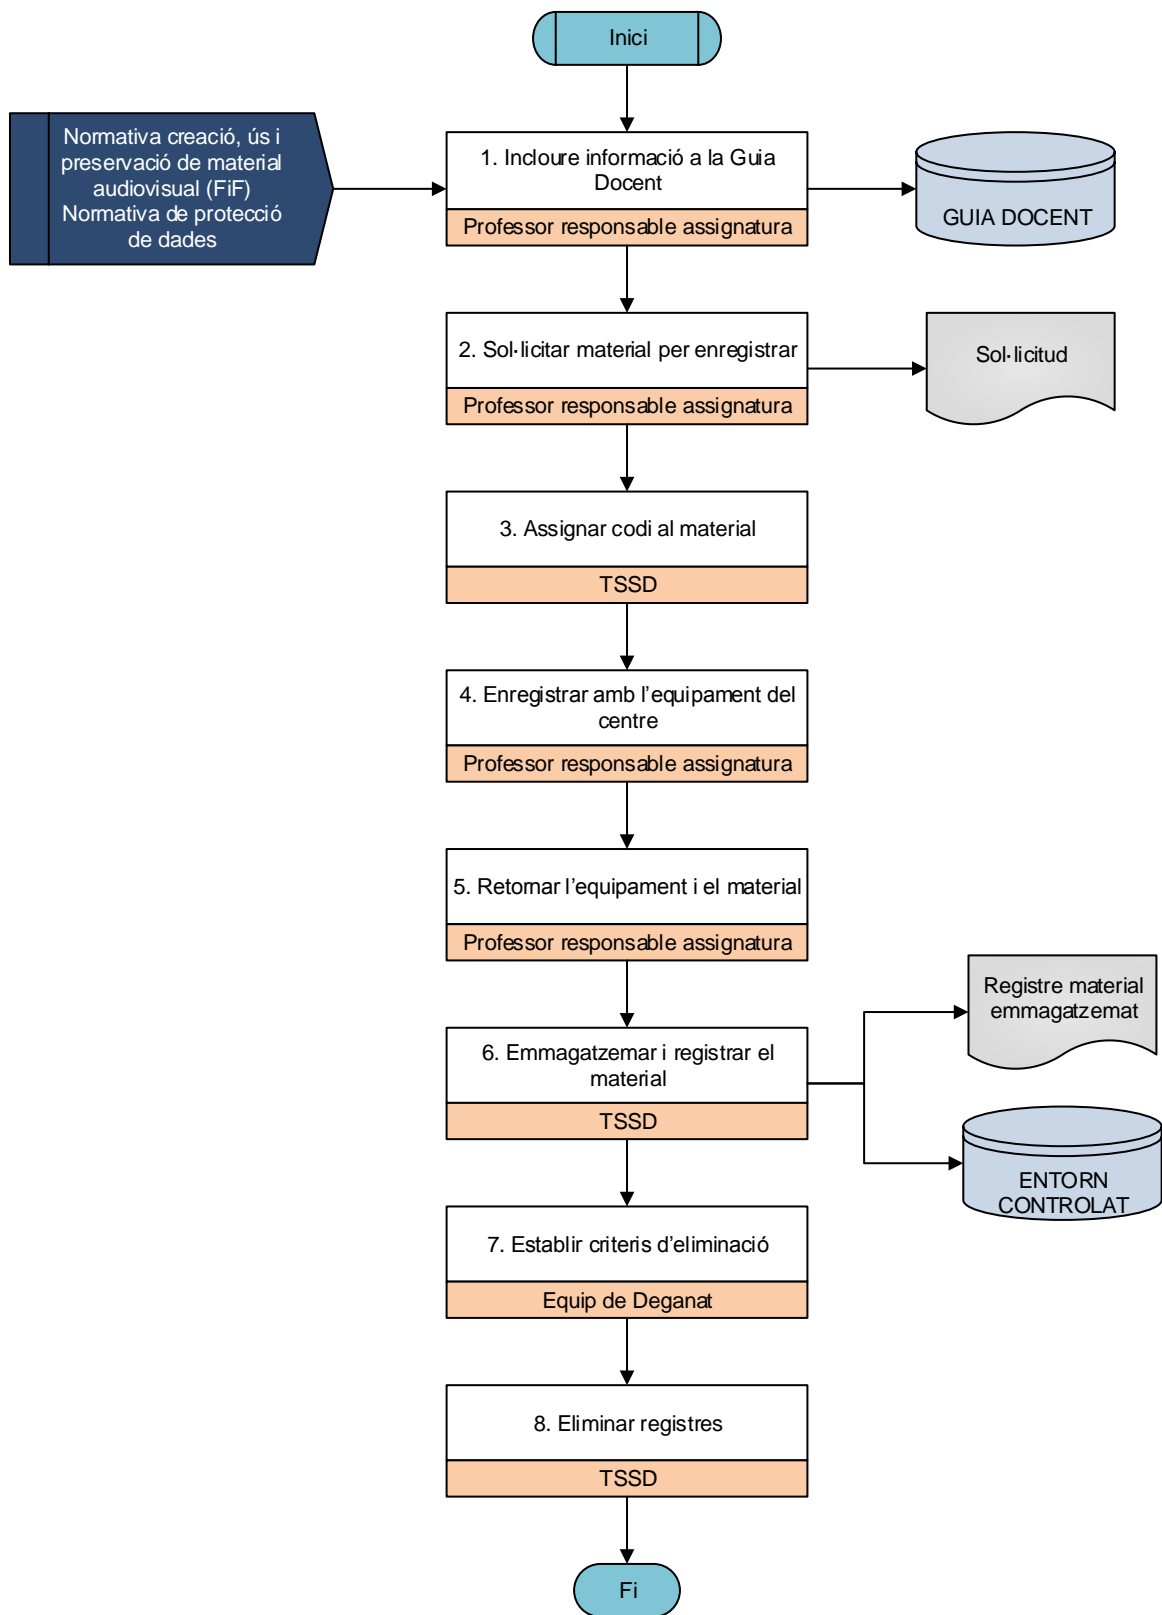 Inici
Normativa creació, ús i
preservació de material
audiovisual (FiF)
Normativa de protecció
de dades
1. Incloure informació a la Guia
Docent
Professor responsable assignatura
GUIA DOCENT
2. Sol·licitar material per enregistrar
Professor responsable assignatura
Sol·licitud
3. Assignar codi al material
TSSD
4. Enregistrar amb l’equipament del
centre
Professor responsable assignatura
5. Retornar l’equipament i el material
Professor responsable assignatura
6. Emmagatzemar i registrar el
material
TSSD
Registre material
emmagatzemat
ENTORN
CONTROLAT
7. Establir criteris d’eliminació
Equip de Deganat
8. Eliminar registres
TSSD
Fi